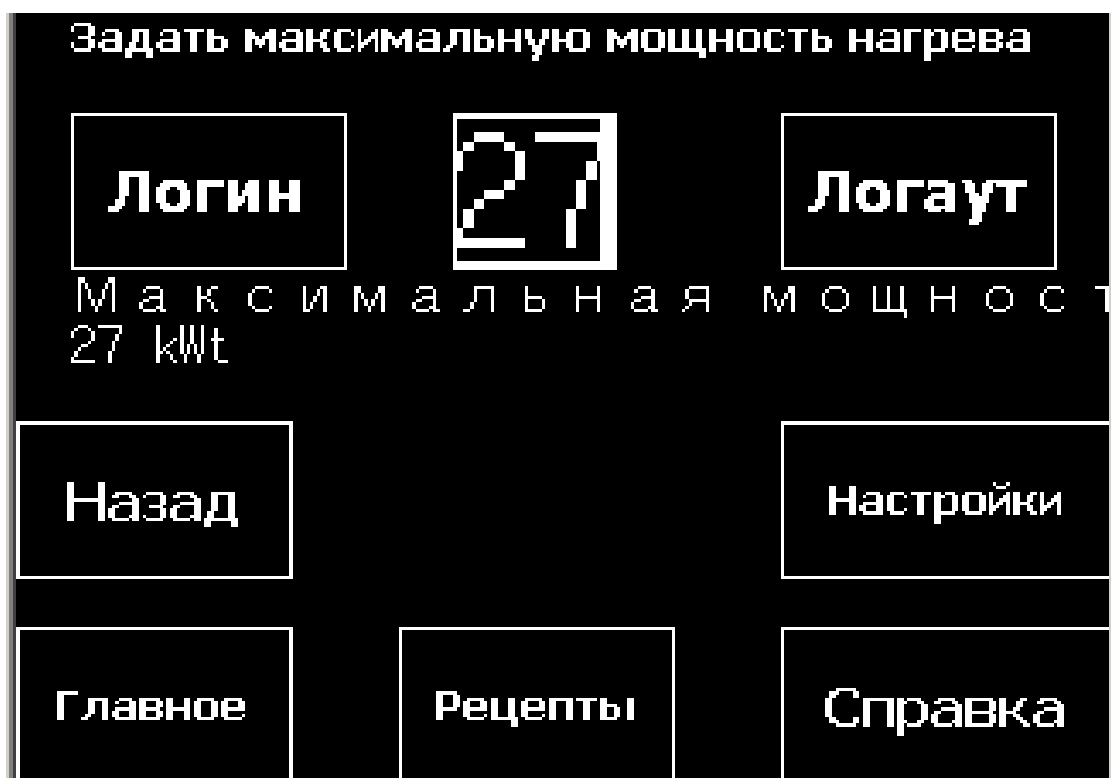 Задать максимальную мощность нагрева
Логин 27 Логаут
Максимальная мощност
27 kWt
Назад Настройки
Главное Рецепты Справка